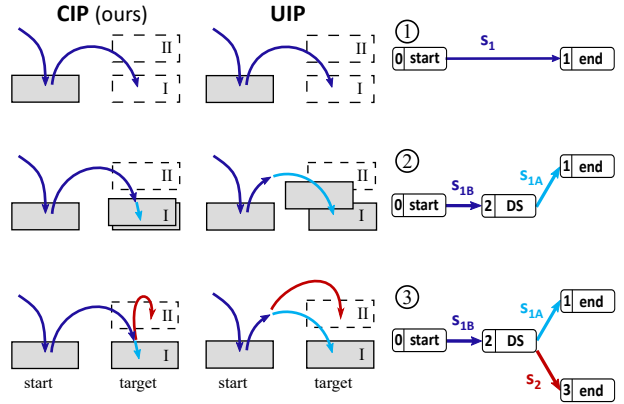 CIP (ours) UIP
II II
I I
① 0 start S1 1 end
II II
I I
② 0 start S1B 2 DS S1A 1 end
II II
I I
③ 0 start S1B 2 DS S1A 1 end
S2 3 end
start target start target